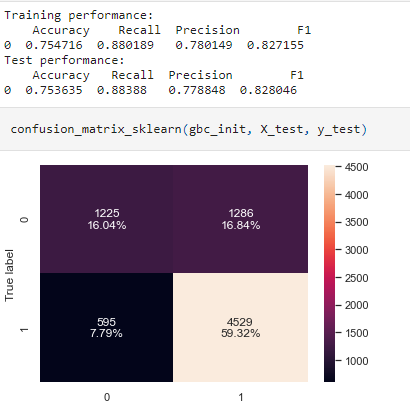 Training performance:
Accuracy Recall Precision F1
0 0.754716 0.880189 0.780149 0.827155
Test performance:
Accuracy Recall Precision F1
0 0.753635 0.88388 0.778848 0.828046
confusion_matrix_sklearn(gbc_init, X_test, y_test)
4500
4000
3500
3000
2500
2000
1500
1000
True label
0
1
1225
16.04%
1286
16.84%
595
7.79%
4529
59.32%
0 1